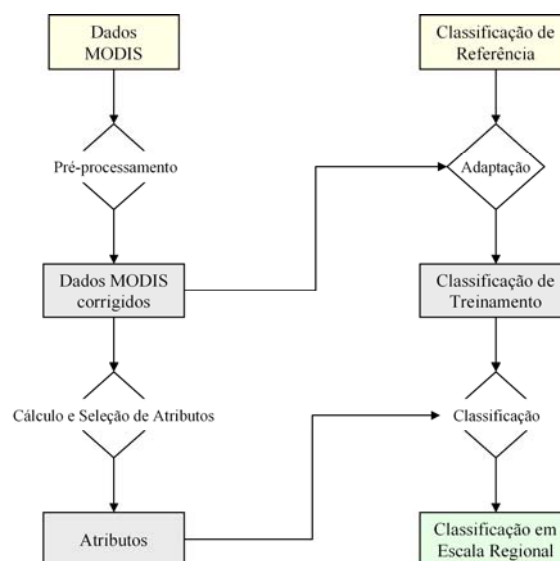 Dados
MODIS
Classificação de
Referência
Pré-processamento
Adaptação
Dados MODIS
corrigidos
Classificação de
Treinamento
Cálculo e Seleção de Atributos
Classificação
Atributos
Classificação em
Escala Regional